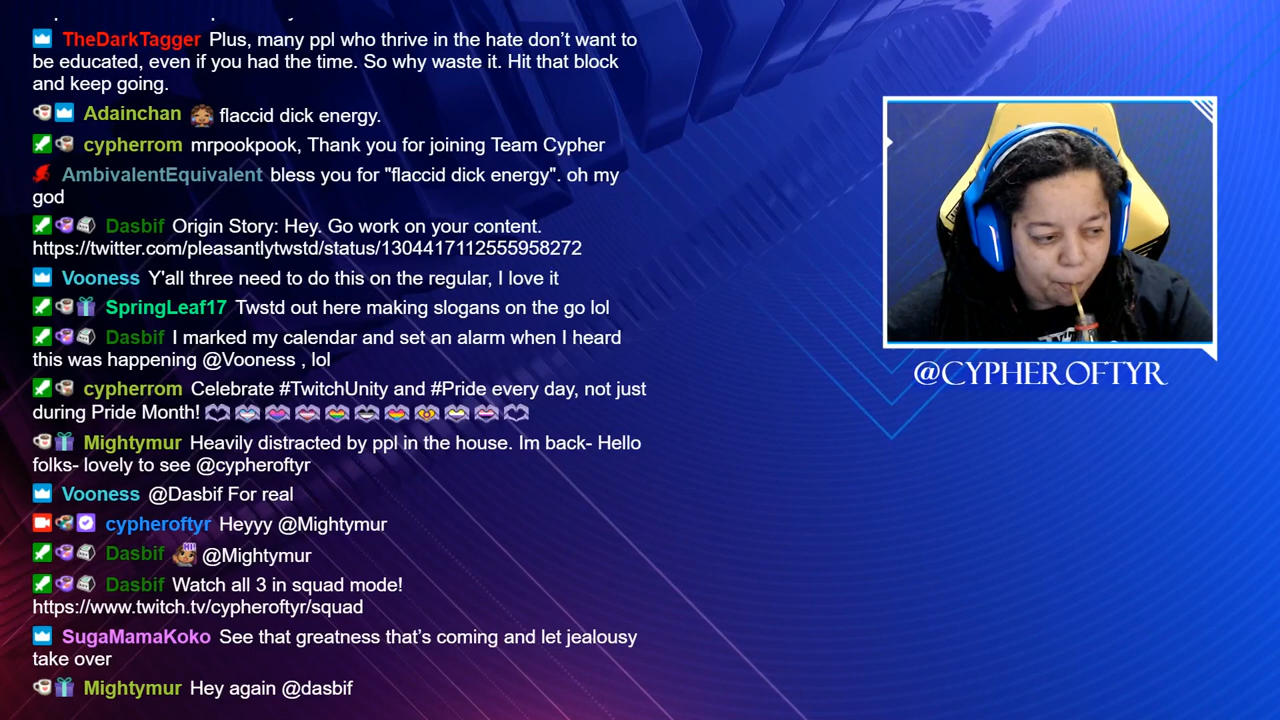 TheDarkTagger Plus, many ppl who thrive in the hate don’t want to
be educated, even if you had the time. So why waste it. Hit that block
and keep going.
Adainchan flaccid dick energy.
cypherrom mrpookpook, Thank you for joining Team Cypher
AmbivalentEquivalent bless you for "flaccid dick energy". oh my
god
Dasbif Origin Story: Hey. Go work on your content.
https://twitter.com/pleasantlytwstd/status/1304417112555958272
Vooness Y'all three need to do this on the regular, I love it
SpringLeaf17 Twstd out here making slogans on the go lol
Dasbif I marked my calendar and set an alarm when I heard
this was happening @Vooness , lol
cypherrom Celebrate #TwitchUnity and #Pride every day, not just
during Pride Month!
Mightymur Heavily distracted by ppl in the house. Im back- Hello
folks- lovely to see @cypheroftyr
Vooness @Dasbif For real
cypheroftyr Heyyy @Mightymur
Dasbif @Mightymur
Dasbif Watch all 3 in squad mode!
https://www.twitch.tv/cypheroftyr/squad
SugaMamaKoko See that greatness that’s coming and let jealousy
take over
Mightymur Hey again @dasbif
@CYPHEROFTYR